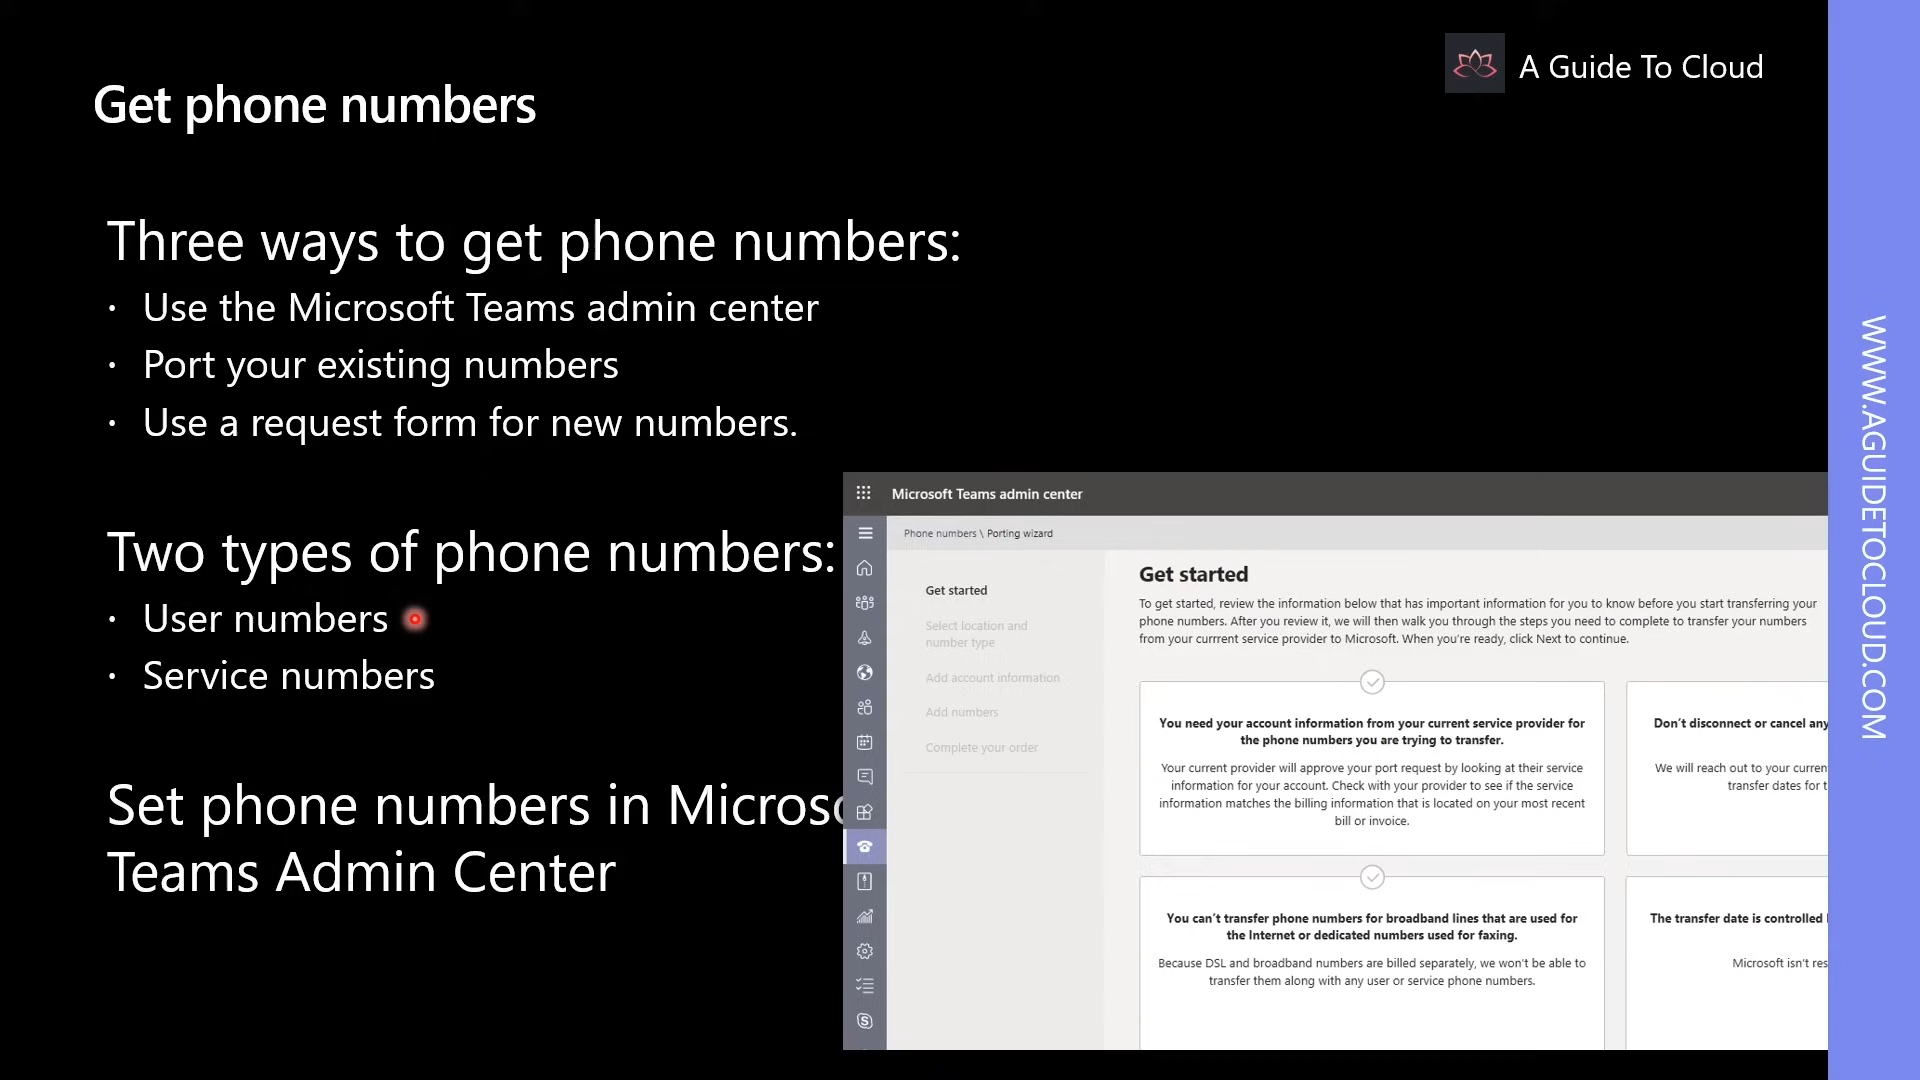 A Guide To Cloud
Get phone numbers
Three ways to get phone numbers:
· Use the Microsoft Teams admin center
· Port your existing numbers
· Use a request form for new numbers.
Two types of phone numbers:
· User numbers
· Service numbers
Set phone numbers in Microso
Teams Admin Center
Microsoft Teams admin center
Phone numbers \ Porting wizard
Get started
Select location and
number type
Add account information
Add numbers
Complete your order
Get started
To get started, review the information below that has important information for you to know before you start transferring your
phone numbers. After you review it, we will then walk you through the steps you need to complete to transfer your numbers
from your currrent service provider to Microsoft. When you're ready, click Next to continue.
You need your account information from your current service provider for
the phone numbers you are trying to transfer.
Your current provider will approve your port request by looking at their service
information for your account. Check with your provider to see if the service
information matches the billing information that is located on your most recent
bill or invoice.
Don't disconnect or cancel any
We will reach out to your curren
transfer dates for t
You can't transfer phone numbers for broadband lines that are used for
the Internet or dedicated numbers used for faxing.
Because DSL and broadband numbers are billed separately, we won't be able to
transfer them along with any user or service phone numbers.
The transfer date is controlled
Microsoft isn't res
WWW.AGUIDETOCLOUD.COM